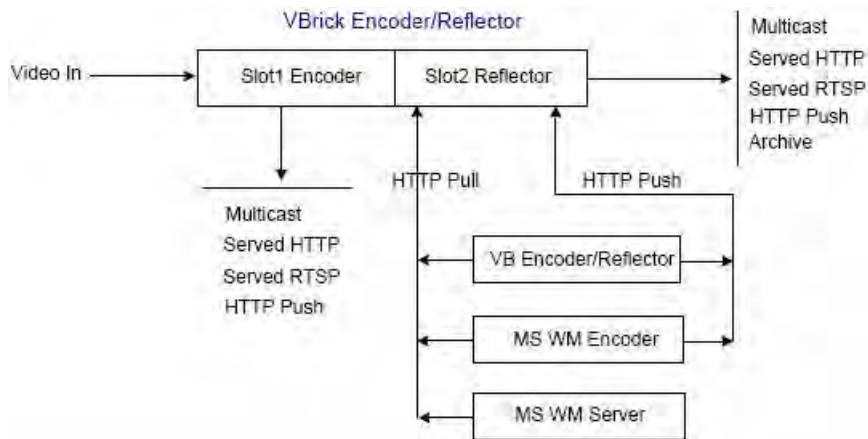 VBrick Encoder/Reflector
Video In
Slot1 Encoder
Slot2 Reflector
Multicast
Served HTTP
Served RTSP
HTTP Push
Archive
HTTP Pull
HTTP Push
Multicast
Served HTTP
Served RTSP
HTTP Push
VB Encoder/Reflector
MS WM Encoder
MS WM Server